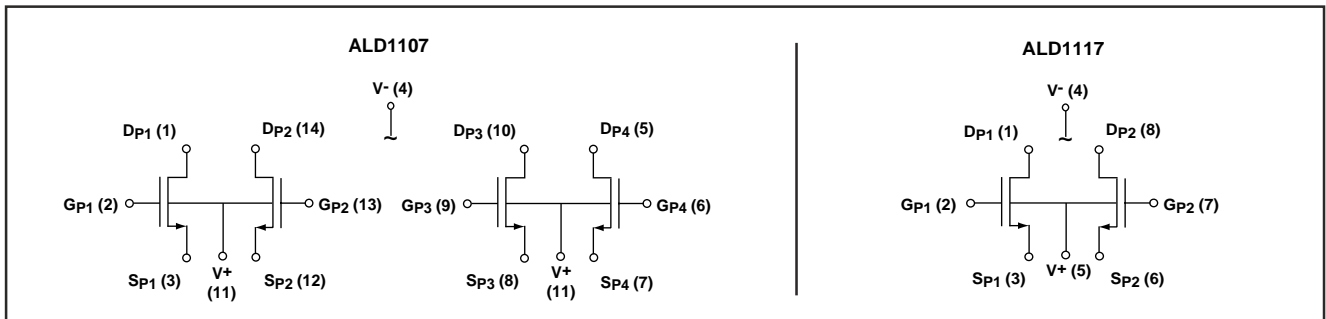 ALD1107
V- (4)
DP1 (1) DP2 (14) DP3 (10) DP4 (5)
GP1 (2) GP2 (13) GP3 (9) GP4 (6)
SP1 (3) V+ (11) SP2 (12) SP3 (8) V+ (11) SP4 (7)
ALD1117
V- (4)
DP1 (1) DP2 (8)
~
~
GP1 (2) GP2 (7)
SP1 (3) V+ (5) SP2 (6)